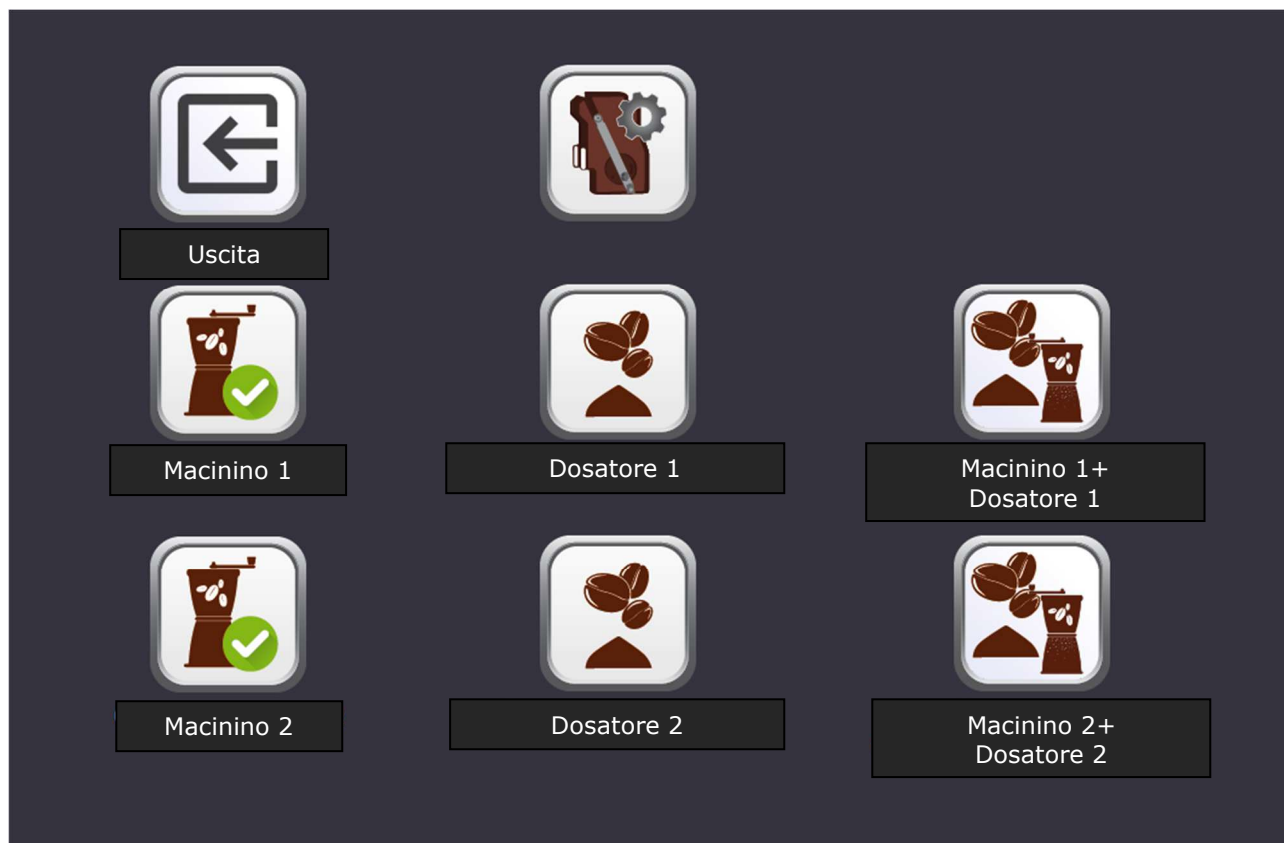 Uscita
Macinino 1
Dosatore 1
Macinino 1+
Dosatore 1
Macinino 2
Dosatore 2
Macinino 2+
Dosatore 2